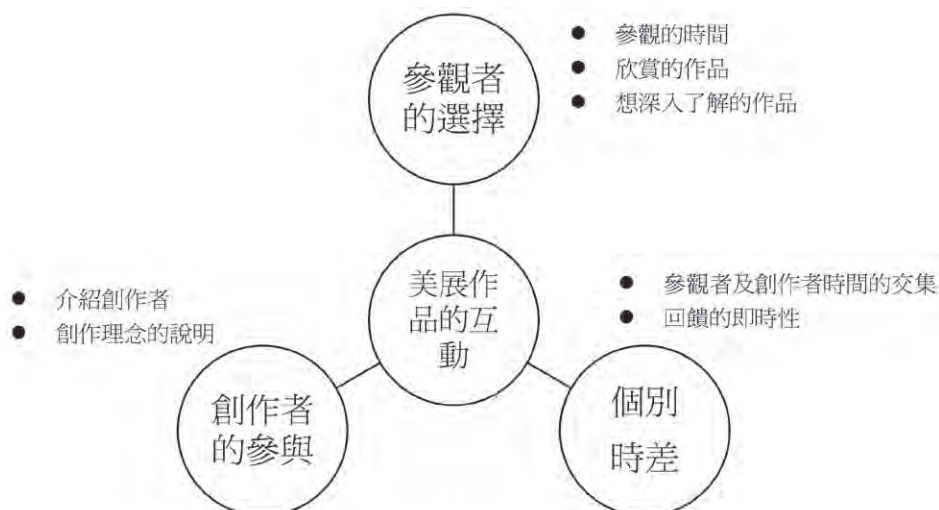 參觀者
的選擇
參觀的時間
欣賞的作品
想深入了解的作品
美展作
品的互
動
介紹創作者
創作理念的說明
創作者
的參與
參觀者及創作者時間的交集
回饋的即時性
個別
時差